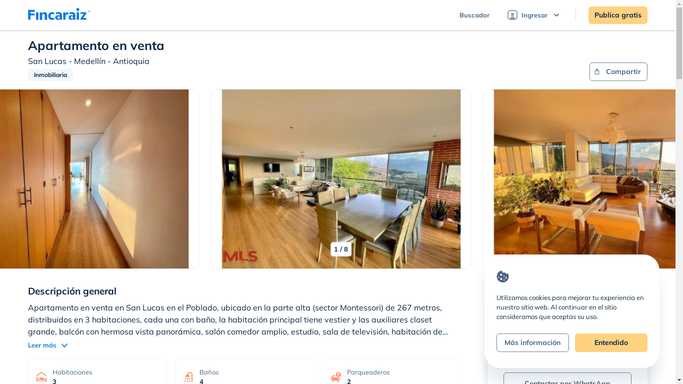 Fincaraiz
Buscador
Ingresar
Publica gratis
Apartamento en venta
San Lucas - Medellín - Antioquia
Inmobiliaria
Compartir
MLS
1 / 8
Descripción general
Apartamento en venta en San Lucas en el Poblado, ubicado en la parte alta (sector Montessori) de 267 metros,
distribuidos en 3 habitaciones, cada una con baño, la habitación principal tiene vestier y las auxiliares closet
grande, balcón con hermosa vista panorámica, salón comedor amplio, estudio, sala de televisión, habitación de...
Leer más
Habitaciones
3
Baños
4
Parqueaderos
2
Utilizamos cookies para mejorar tu experiencia en
nuestro sitio web. Al continuar en el sitio
consideramos que aceptas su uso.
Más información
Entendido
Contactar por WhatsApp